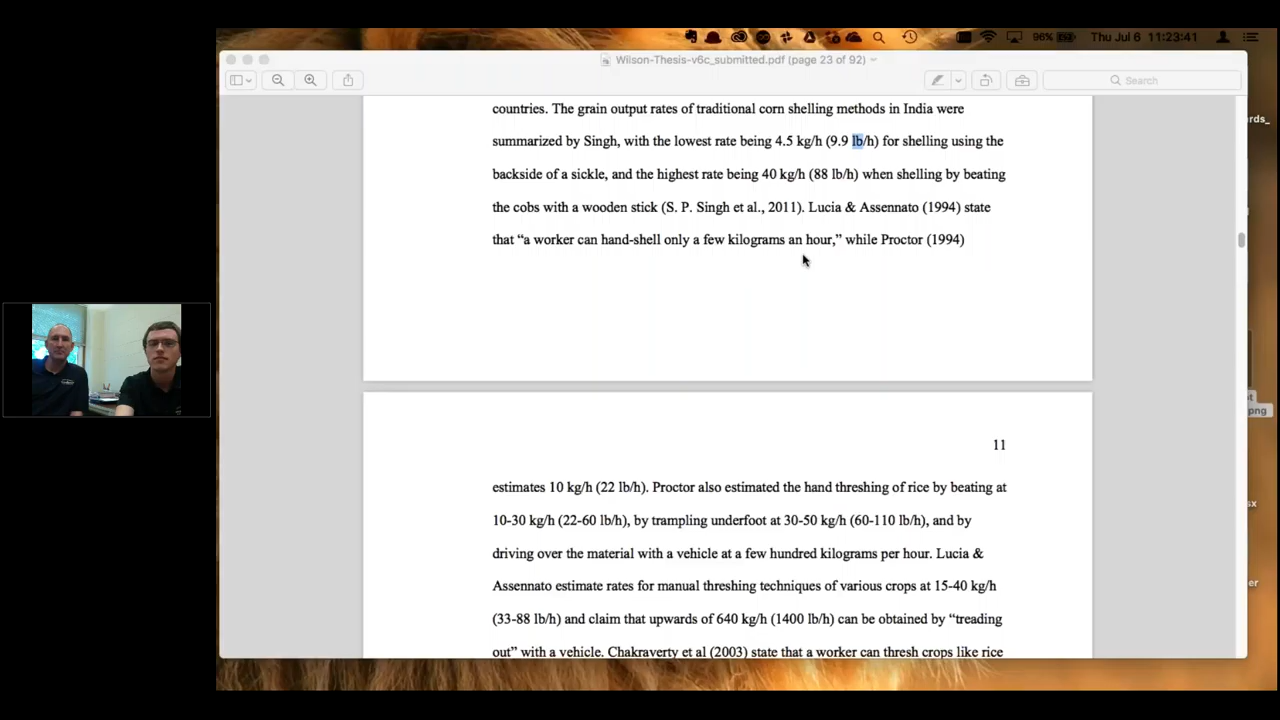 96%
Thu Jul 6 11:23:41
Wilson-Thesis-v6c_submitted.pdf (page 23 of 92)
Search
countries. The grain output rates of traditional corn shelling methods in India were
summarized by Singh, with the lowest rate being 4.5 kg/h (9.9 lb/h) for shelling using the
backside of a sickle, and the highest rate being 40 kg/h (88 lb/h) when shelling by beating
the cobs with a wooden stick (S. P. Singh et al., 2011). Lucia & Assennato (1994) state
that “a worker can hand-shell only a few kilograms an hour,” while Proctor (1994)
11
estimates 10 kg/h (22 lb/h). Proctor also estimated the hand threshing of rice by beating at
10-30 kg/h (22-60 lb/h), by trampling underfoot at 30-50 kg/h (60-110 lb/h), and by
driving over the material with a vehicle at a few hundred kilograms per hour. Lucia &
Assennato estimate rates for manual threshing techniques of various crops at 15-40 kg/h
(33-88 lb/h) and claim that upwards of 640 kg/h (1400 lb/h) can be obtained by “treading
out” with a vehicle. Chakraverty et al (2003) state that a worker can thresh crops like rice
rds_
png
sx
er